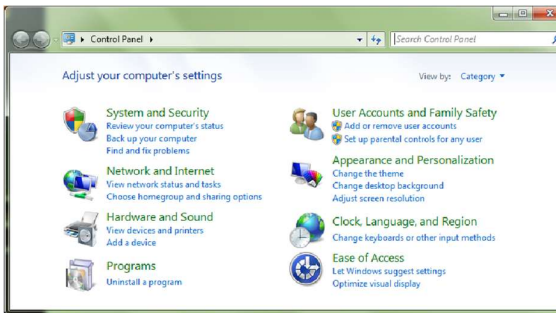 Control Panel
Search Control Panel
Adjust your computer's settings
View by: Category
System and Security
Review your computer's status
Back up your computer
Find and fix problems
Network and Internet
View network status and tasks
Choose homegroup and sharing options
Hardware and Sound
View devices and printers
Add a device
Programs
Uninstall a program
User Accounts and Family Safety
Add or remove user accounts
Set up parental controls for any user
Appearance and Personalization
Change the theme
Change desktop background
Adjust screen resolution
Clock, Language, and Region
Change keyboards or other input methods
Ease of Access
Let Windows suggest settings
Optimize visual display